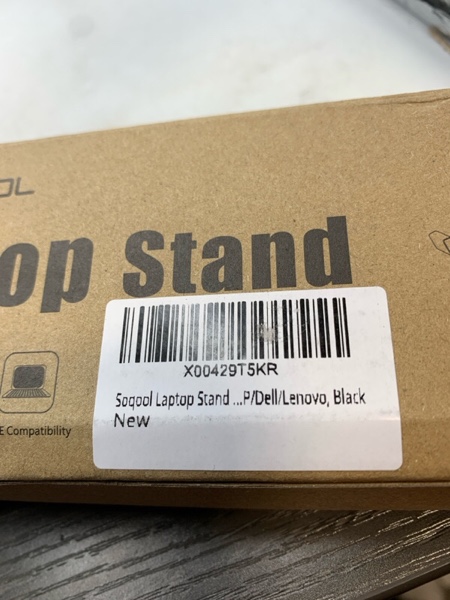 OL
op Stand
X00429T5KR
Soqool Laptop Stand ...P/Dell/Lenovo, Black
New
E Compatibility